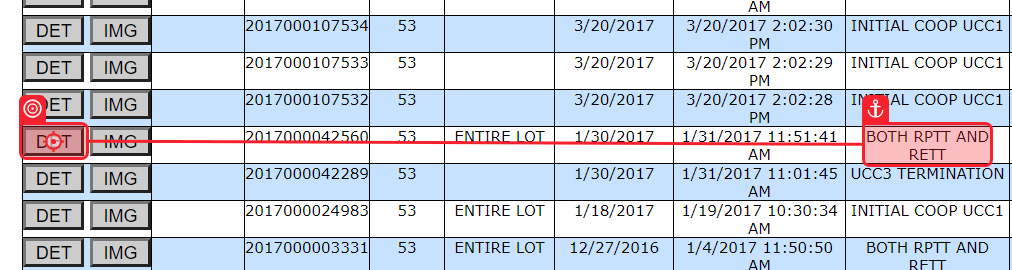 AM
DET IMG 2017000107534 53 3/20/2017 3/20/2017 2:02:30 INITIAL COOP UCC1
PM
DET IMG 2017000107533 53 3/20/2017 3/20/2017 2:02:29 INITIAL COOP UCC1
PM
DET IMG 2017000107532 53 3/20/2017 3/20/2017 2:02:28 INITIAL COOP UCC1
PM
DET IMG 2017000042560 53 ENTIRE LOT 1/30/2017 1/31/2017 11:51:41 BOTH RPTT AND
AM RETT
DET IMG 2017000042289 53 1/30/2017 1/31/2017 11:01:45 UCC3 TERMINATION
AM
DET IMG 2017000024983 53 ENTIRE LOT 1/18/2017 1/19/2017 10:30:34 INITIAL COOP UCC1
AM
DET IMG 2017000003331 53 ENTIRE LOT 12/27/2016 1/4/2017 11:50:50 BOTH RPTT AND
AM RETT